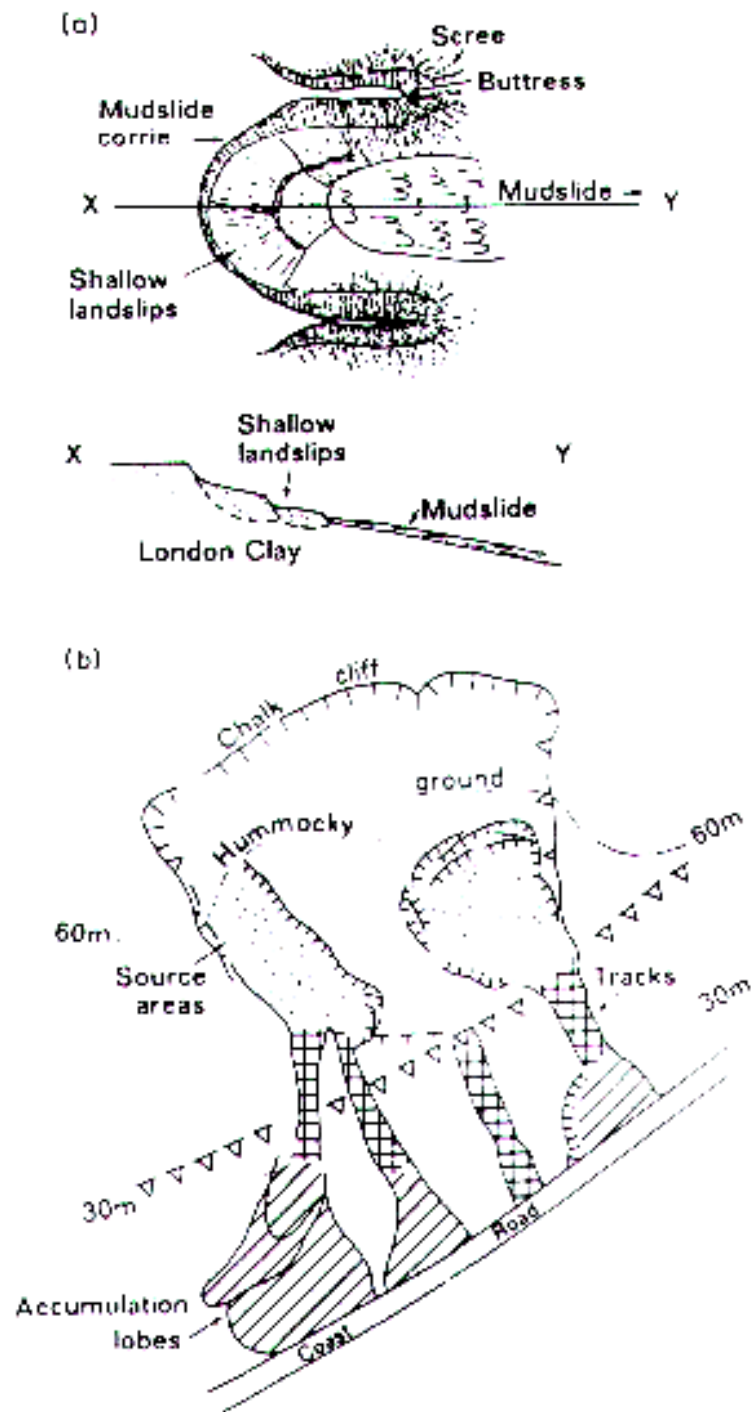 (a)
Scree
Buttress
Mudslide
corrie
X
Mudslide
Y
Shallow
landslips
Shallow
landslips
X
Y
Mudslide
London Clay
(b)
Chalk
cliff
ground
Hummocky
60m
60m
Source
areas
Tracks
30m
30m
Road
Accumulation
lobes
Coast